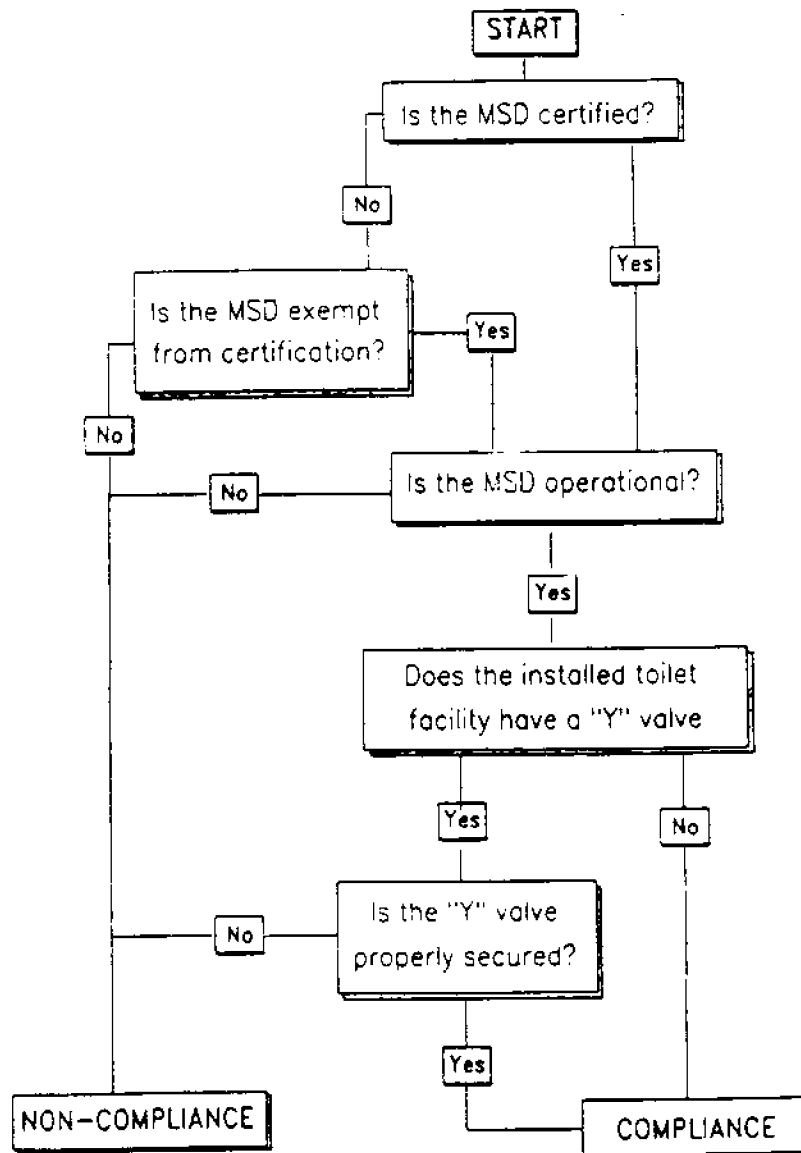 START
Is the MSD certified?
No
Yes
Is the MSD exempt
from certification?
Yes
No
Is the MSD operational?
No
Yes
Does the installed toilet
facility have a "Y" valve
Yes
No
Is the "Y" valve
properly secured?
No
Yes
NON-COMPLIANCE
COMPLIANCE